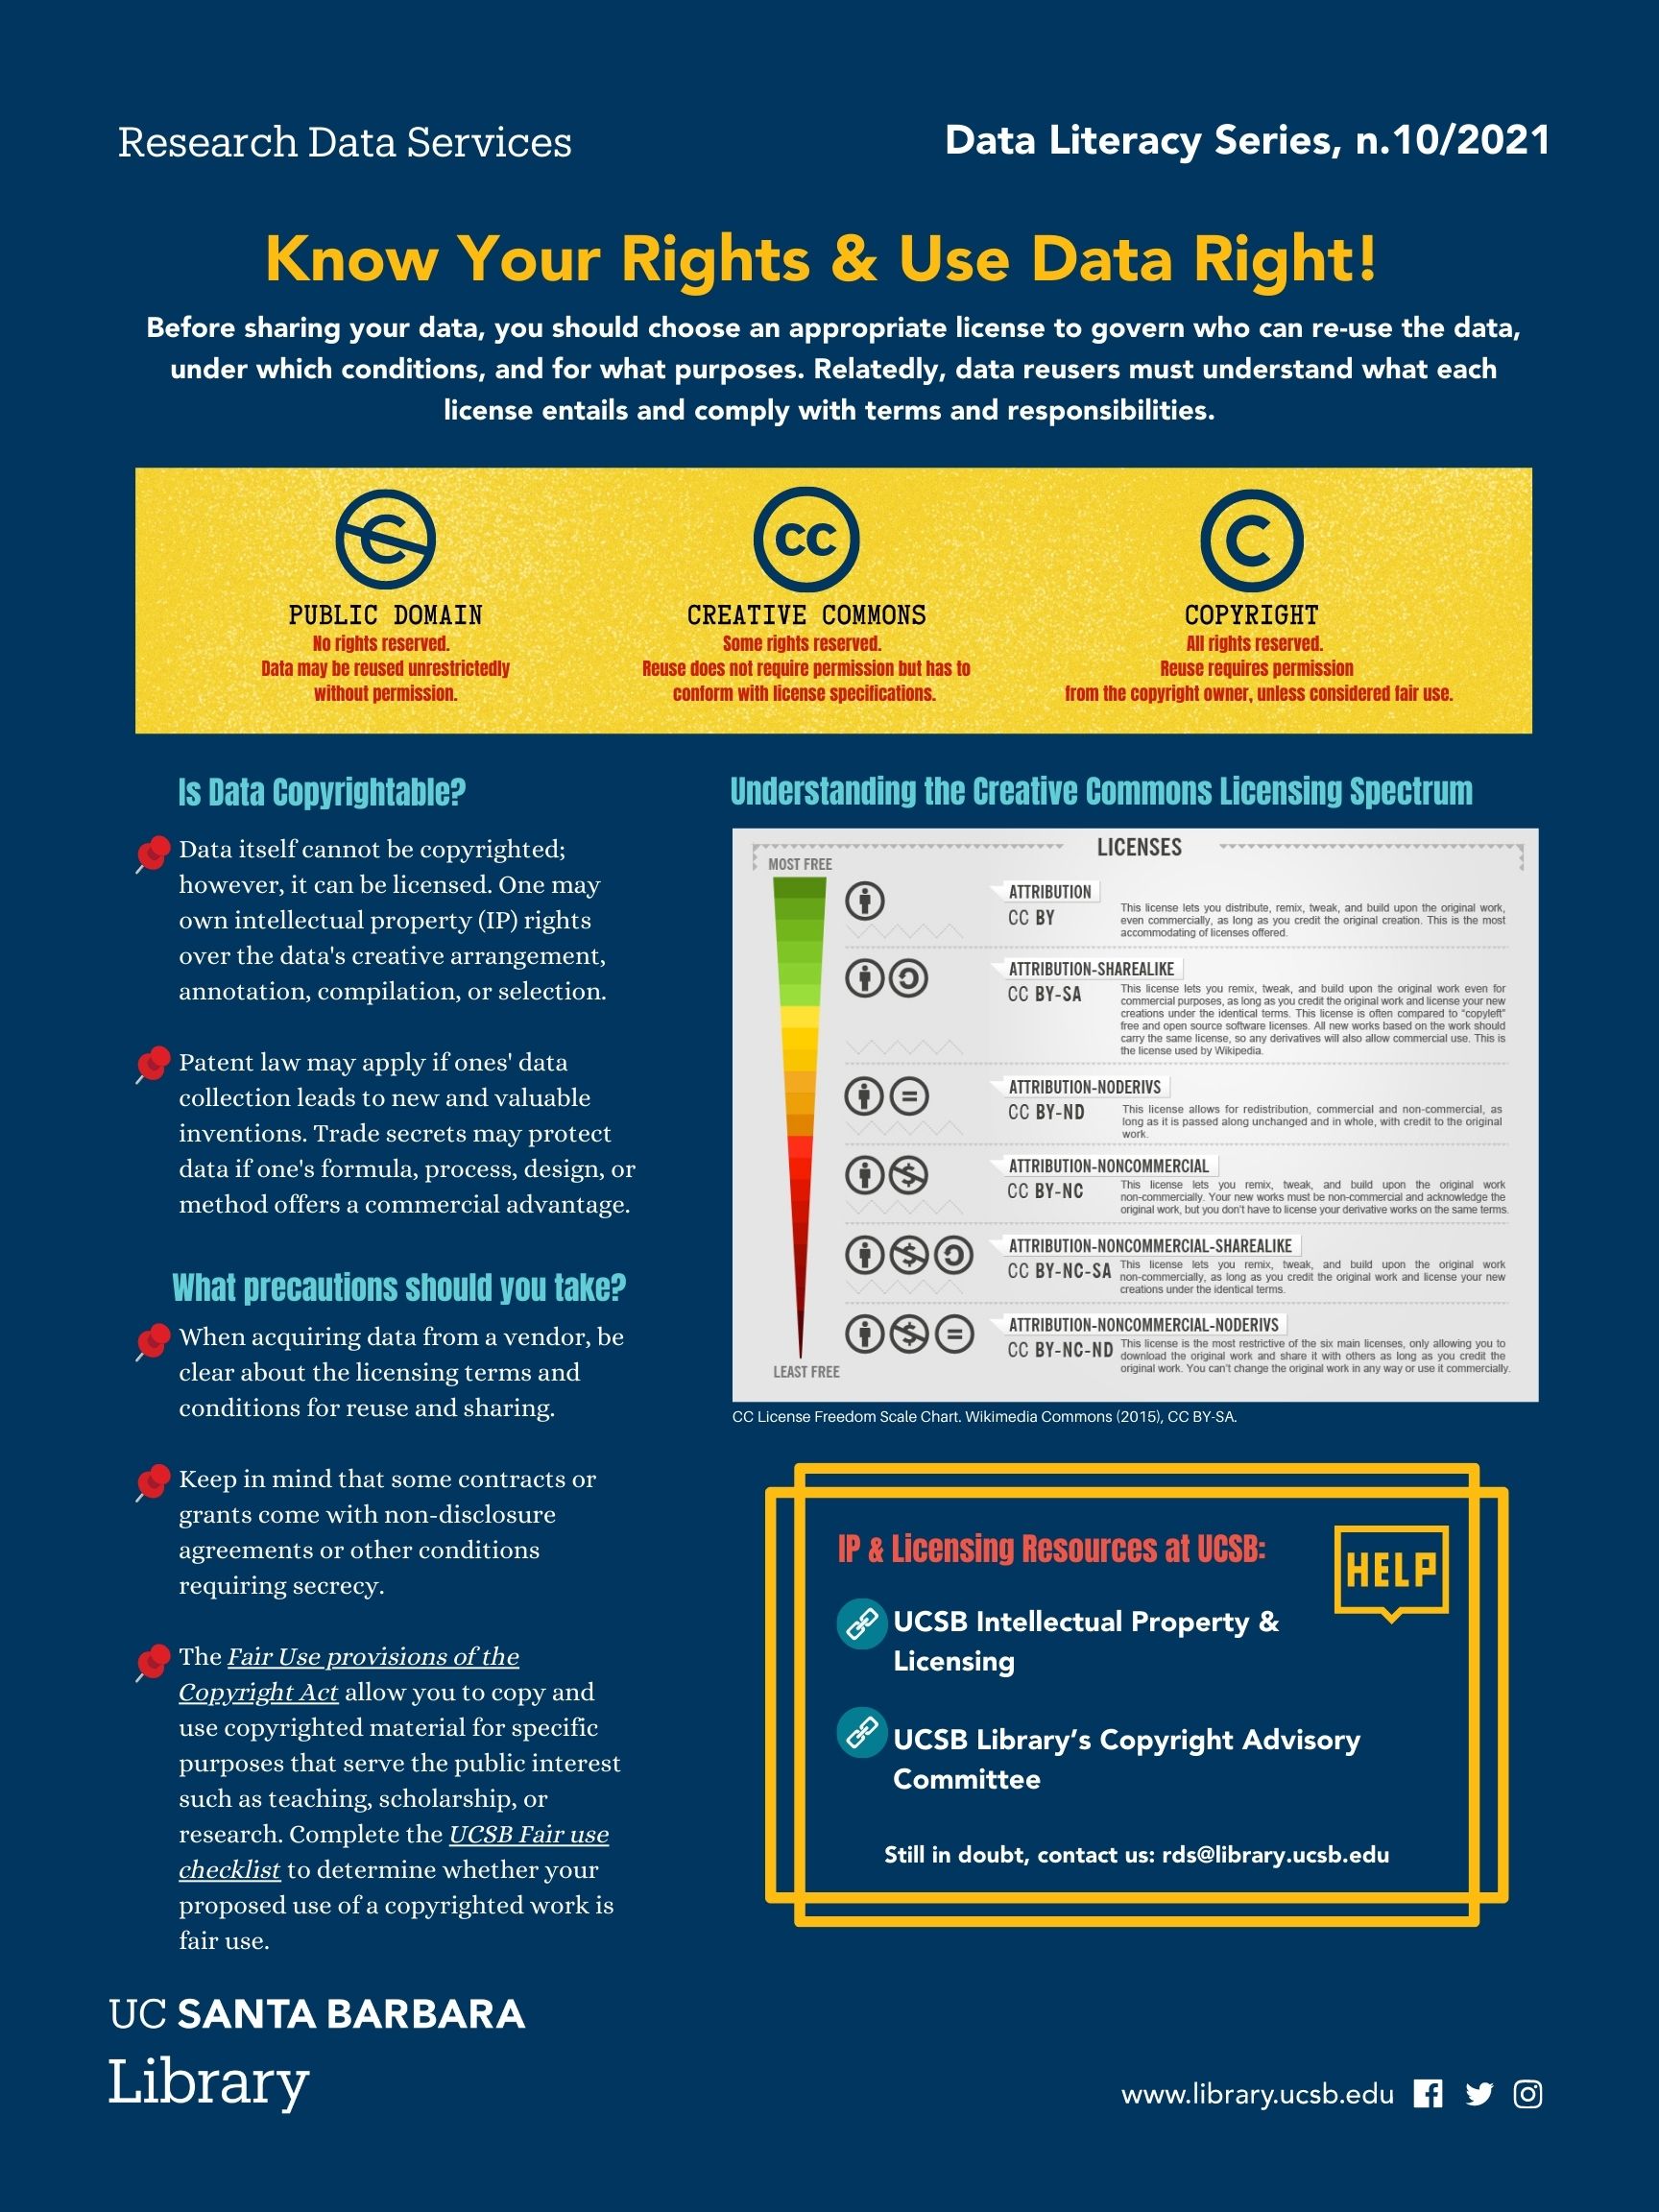 Research Data Services
Data Literacy Series, n.10/2021
Know Your Rights & Use Data Right!
Before sharing your data, you should choose an appropriate license to govern who can re-use the data,
under which conditions, and for what purposes. Relatedly, data reusers must understand what each
license entails and comply with terms and responsibilities.
PUBLIC DOMAIN
No rights reserved.
Data may be reused unrestrictedly
without permission.
CC
CREATIVE COMMONS
Some rights reserved.
Reuse does not require permission but has to
conform with license specifications.
COPYRIGHT
All rights reserved.
Reuse requires permission
from the copyright owner, unless considered fair use.
Is Data Copyrightable?
Data itself cannot be copyrighted;
however, it can be licensed. One may
own intellectual property (IP) rights
over the data's creative arrangement,
annotation, compilation, or selection.
Patent law may apply if ones' data
collection leads to new and valuable
inventions. Trade secrets may protect
data if one's formula, process, design, or
method offers a commercial advantage.
What precautions should you take?
When acquiring data from a vendor, be
clear about the licensing terms and
conditions for reuse and sharing.
Keep in mind that some contracts or
grants come with non-disclosure
agreements or other conditions
requiring secrecy.
The Fair Use provisions of the
Copyright Act allow you to copy and
use copyrighted material for specific
purposes that serve the public interest
such as teaching, scholarship, or
research. Complete the UCSB Fair use
checklist to determine whether your
proposed use of a copyrighted work is
fair use.
Understanding the Creative Commons Licensing Spectrum
LICENSES
MOST FREE
ATTRIBUTION
CC BY
This license lets you distribute, remix, tweak, and build upon the original work,
even commercially, as long as you credit the original creation. This is the most
accommodating of licenses offered.
ATTRIBUTION-SHAREALIKE
CC BY-SA
This license lets you remix, tweak, and build upon the original work even for
commercial purposes, as long as you credit the original work and license your new
creations under the identical terms. This license is often compared to "copyleft"
free and open source software licenses. All new works based on the work should
carry the same license, so any derivatives will also allow commercial use. This is
the license used by Wikipedia.
ATTRIBUTION-NODERIVS
CC BY-ND
This license allows for redistribution, commercial and non-commercial, as
long as it is passed along unchanged and in whole, with credit to the original
work.
ATTRIBUTION-NONCOMMERCIAL
CC BY-NC
This license lets you remix, tweak, and build upon the original work
non-commercially. Your new works must be non-commercial and acknowledge the
original work, but you don't have to license your derivative works on the same terms.
ATTRIBUTION-NONCOMMERCIAL-SHAREALIKE
CC BY-NC-SA
This license lets you remix, tweak, and build upon the original work
non-commercially, as long as you credit the original work and license your new
creations under the identical terms.
ATTRIBUTION-NONCOMMERCIAL-NODERIVS
CC BY-NC-ND
This license is the most restrictive of the six main licenses, only allowing you to
download the original work and share it with others as long as you credit the
original work. You can't change the original work in any way or use it commercially.
LEAST FREE
CC License Freedom Scale Chart. Wikimedia Commons (2015), CC BY-SA.
IP & Licensing Resources at UCSB:
HELP
UCSB Intellectual Property &
Licensing
UCSB Library’s Copyright Advisory
Committee
Still in doubt, contact us: rds@library.ucsb.edu
UC SANTA BARBARA
Library
www.library.ucsb.edu